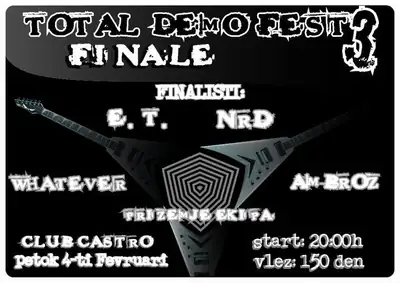 TOTAL DEMO FEST 3
FINALE
FINALISTI:
E. T. NRD
WHATEVER AM-BROZ
PRIZEMJE EKIPA
CLUB CASTRO start: 20:00h
petok 4-ti Fevruari vlez: 150 den